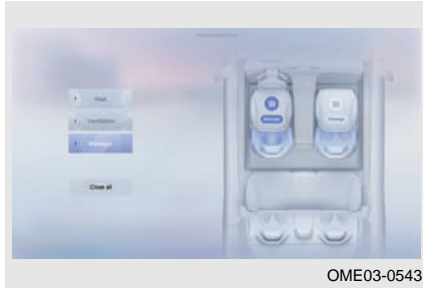 Heat
Ventilation
Massage
Massage
Massage
Close all
OME03-0543